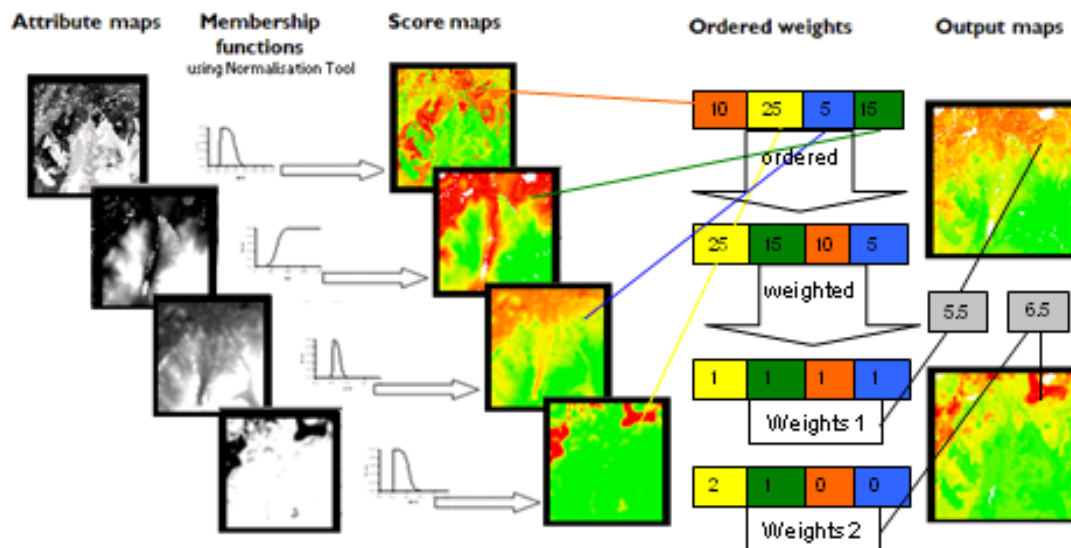 Attribute maps
Membership
functions
using Normalisation Tool
Score maps
Ordered weights
Output maps
10 25 5 15
ordered
25 15 10 5
weighted
5.5 6.5
1 1 1 1
Weights 1
2 1 0 0
Weights 2